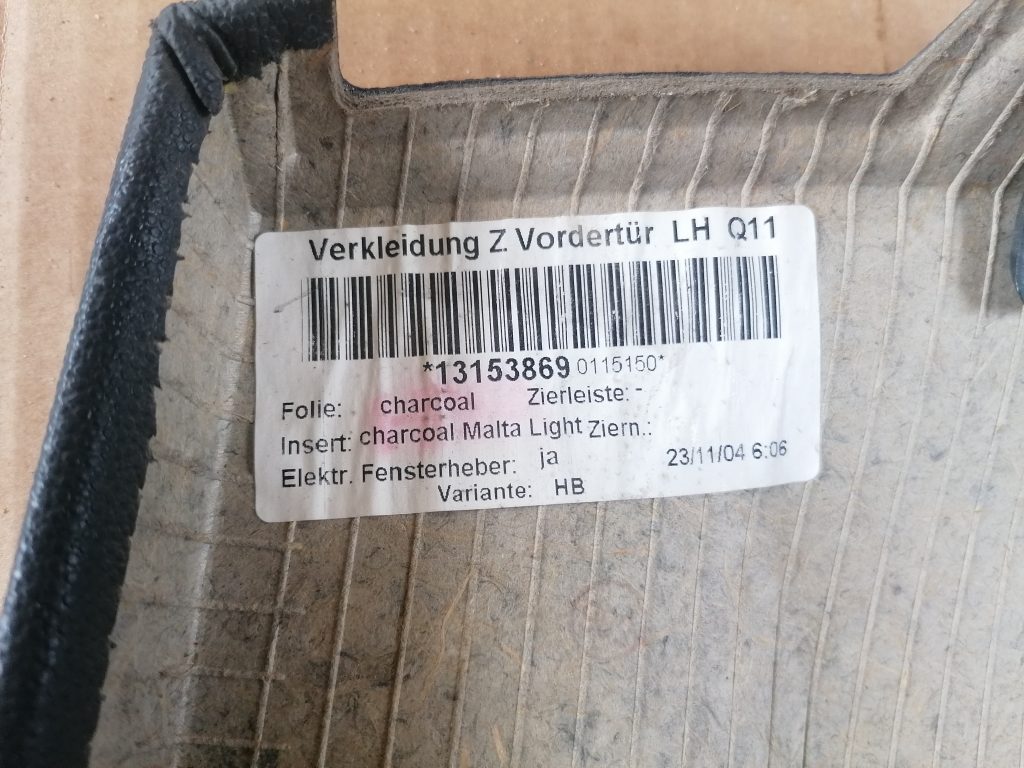 Verkleidung Z Vordertür LH Q11
*13153869 0115150*
Folie: charcoal Zierleiste: -
Insert: charcoal Malta Light Ziern.:
Elektr. Fensterheber: ja 23/11/04 6:06
Variante: HB